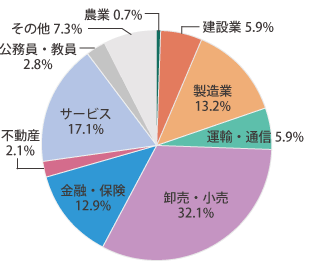 農業 0.7%
建設業 5.9%
製造業
13.2%
運輸・通信 5.9%
卸売・小売
32.1%
金融・保険
12.9%
不動産
2.1%
サービス
17.1%
公務員・教員
2.8%
その他 7.3%